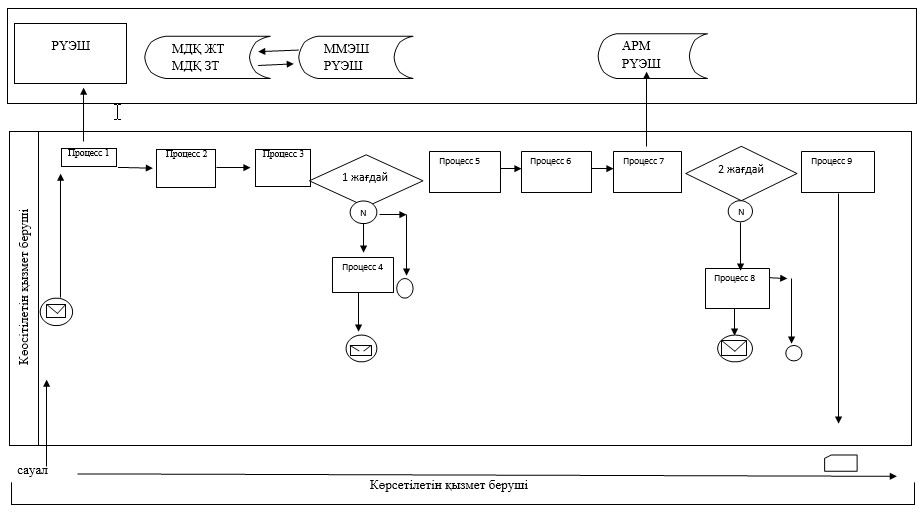 РҮЭШ
МДҚ ЖТ
МДҚ ЗТ
ММЭШ
РҮЭШ
АРМ
РҮЭШ
Процесс 1
Процесс 2
Процесс 3
1 жағдай
Процесс 5
Процесс 6
Процесс 7
2 жағдай
Процесс 9
N
N
Процесс 4
Процесс 8
Көосітілетін қызмет беруші
сауал
Көрсетілетін қызмет беруші